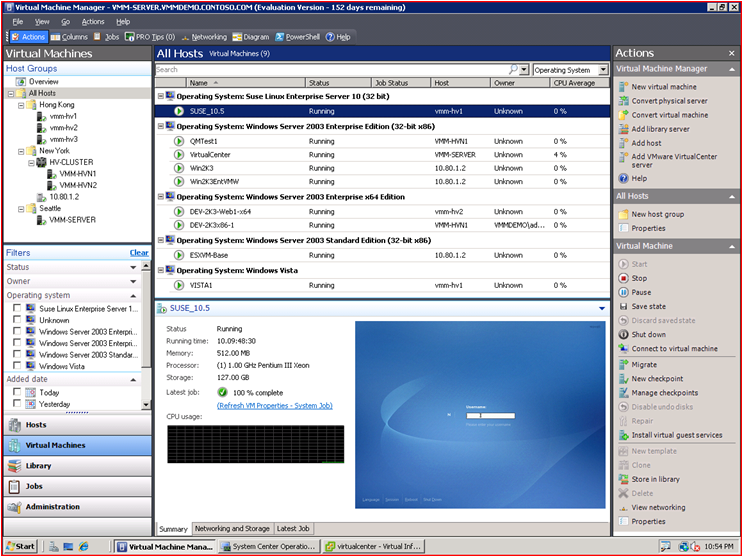 Virtual Machine Manager - VMM-SERVER.VMMDEMO.CONTOSO.COM (Evaluation Version - 152 days remaining)
File View Go Actions Help
Actions Columns Jobs PRO Tips (0) Networking Diagram PowerShell Help
Virtual Machines
Host Groups
Overview
All Hosts
Hong Kong
vmm-hv1
vmm-hv2
vmm-hv3
New York
HV-CLUSTER
VMM-HVN1
VMM-HVN2
10.80.1.2
Seattle
VMM-SERVER
Filters Clear
Status
Owner
Operating system
Suse Linux Enterprise Server 1...
Unknown
Windows Server 2003 Enterpri...
Windows Server 2003 Enterpri...
Windows Server 2003 Standar...
Windows Vista
Added date
Today
Yesterday
Hosts
Virtual Machines
Library
Jobs
Administration
All Hosts Virtual Machines (9)
Search Operating System
Name Status Job Status Host Owner CPU Average
Operating System: Suse Linux Enterprise Server 10 (32 bit)
SUSE_10.5 Running vmm-hv1 Unknown 0 %
Operating System: Windows Server 2003 Enterprise Edition (32-bit x86)
QMTest1 Running VMM-HVN1 Unknown 0 %
VirtualCenter Running VMM-SERVER Unknown 4 %
Win2K3 Running 10.80.1.2 Unknown 0 %
Win2K3EntVMW Running 10.80.1.2 Unknown 0 %
Operating System: Windows Server 2003 Enterprise x64 Edition
DEV-2K3-Web1-x64 Running vmm-hv2 Unknown 0 %
DEV-2K3x86-1 Running VMM-HVN1 VMMDEMO\ad... 0 %
Operating System: Windows Server 2003 Standard Edition (32-bit x86)
ESXVM-Base Running 10.80.1.2 Unknown 0 %
Operating System: Windows Vista
VISTA1 Running vmm-hv1 Unknown 0 %
SUSE_10.5
Status Running
Running time: 10.09:48:30
Memory: 512.00 MB
Processor: (1) 1.00 GHz Pentium III Xeon
Storage: 127.00 GB
Latest job: 100 % complete
(Refresh VM Properties - System Job)
CPU usage:
Username:
Summary Networking and Storage Latest Job
Actions
Virtual Machine Manager
New virtual machine
Convert physical server
Convert virtual machine
Add library server
Add host
Add VMware VirtualCenter
server
Help
All Hosts
New host group
Properties
Virtual Machine
Start
Stop
Pause
Save state
Discard saved state
Shut down
Connect to virtual machine
Migrate
New checkpoint
Manage checkpoints
Disable undo disks
Repair
Install virtual guest services
New template
Clone
Store in library
Delete
View networking
Properties
Start Virtual Machine Mana... System Center Operatio... virtualcenter - Virtual Inf... 10:54 PM